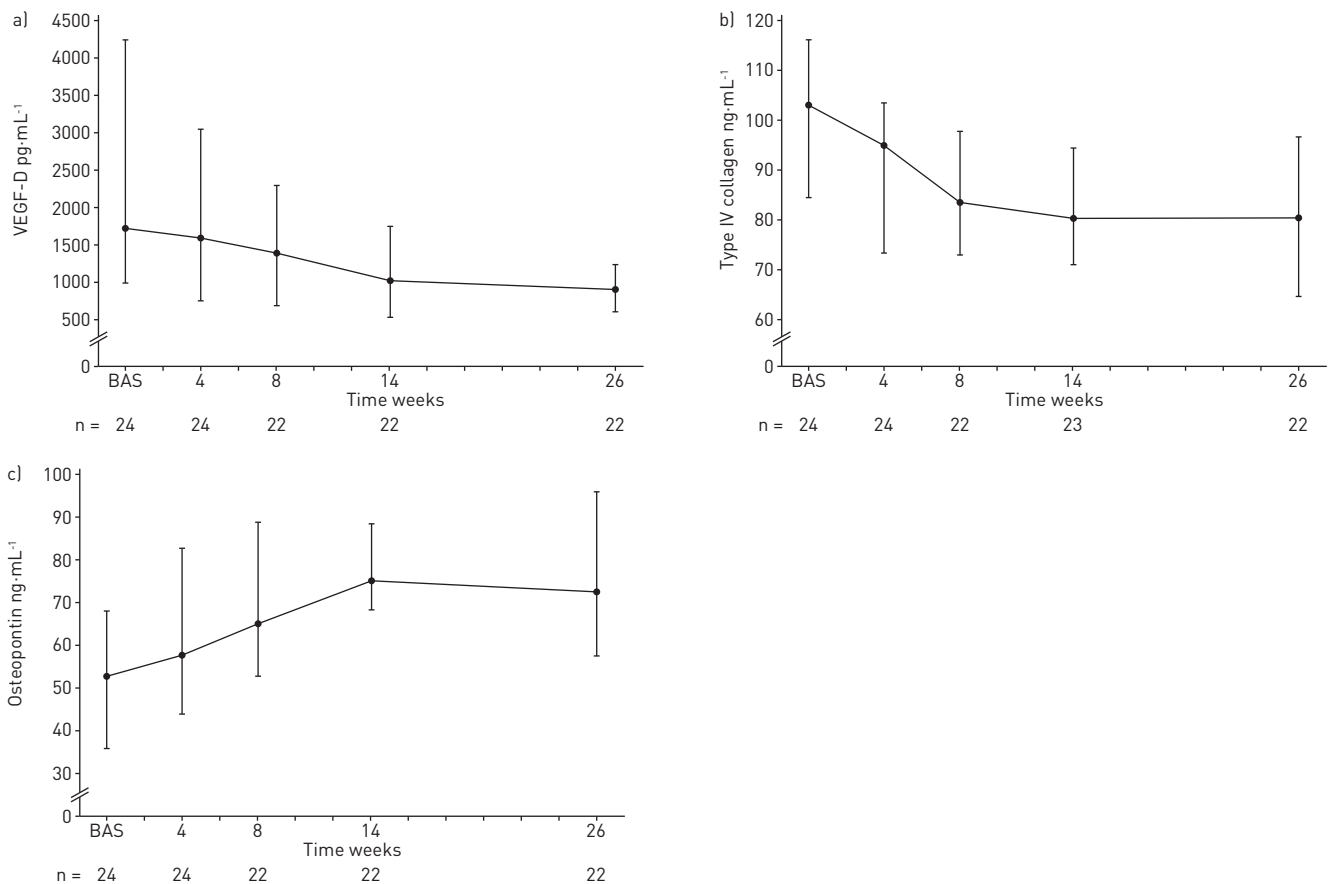 a)
VEGF-D pg·mL⁻¹
4500
4000
3500
3000
2500
2000
1500
1000
500
0
BAS 4 8 14 26
Time weeks
n = 24 24 22 22 22
b)
Type IV collagen ng·mL⁻¹
120
110
100
90
80
70
60
0
BAS 4 8 14 26
Time weeks
n = 24 24 22 23 22
c)
Osteopontin ng·mL⁻¹
100
90
80
70
60
50
40
30
0
BAS 4 8 14 26
Time weeks
n = 24 24 22 22 22